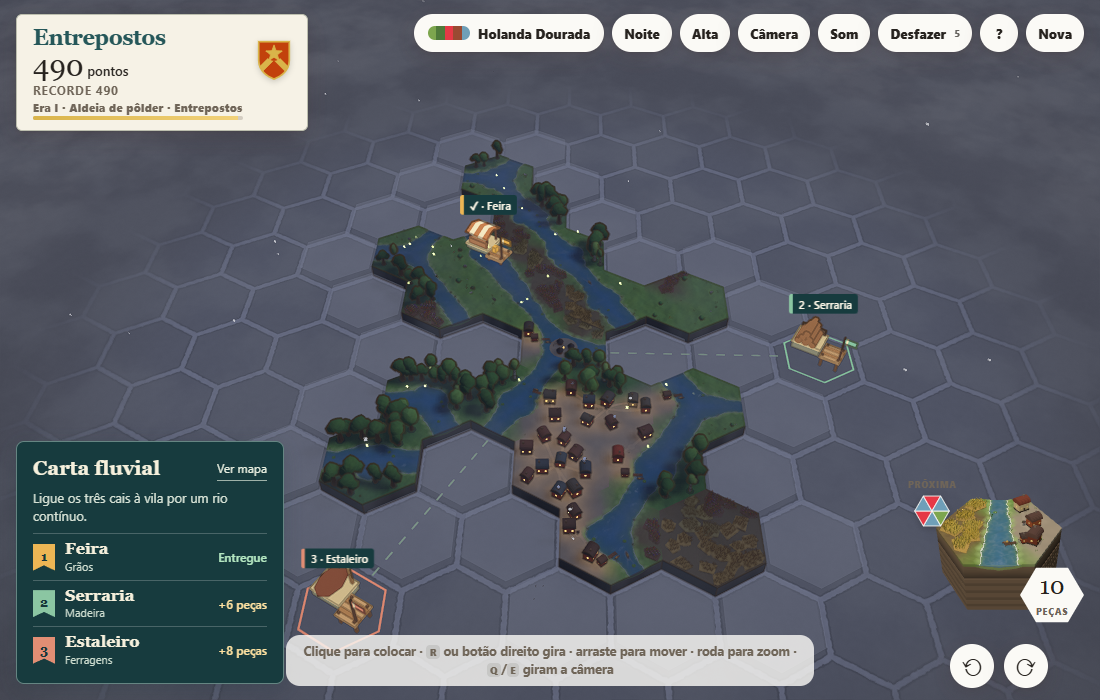 Entrepostos
490 pontos
RECORDE 490
Era I · Aldeia de pôlder · Entrepostos
Holanda Dourada
Noite
Alta
Câmera
Som
Desfazer 5
?
Nova
✓ · Feira
2 · Serraria
3 · Estaleiro
Carta fluvial
Ver mapa
Ligue os três cais à vila por um rio
contínuo.
1 Feira
Grãos
Entregue
2 Serraria
Madeira
+6 peças
3 Estaleiro
Ferragens
+8 peças
PRÓXIMA
10
PEÇAS
Clique para colocar · R ou botão direito gira · arraste para mover · roda para zoom ·
Q / E giram a câmera